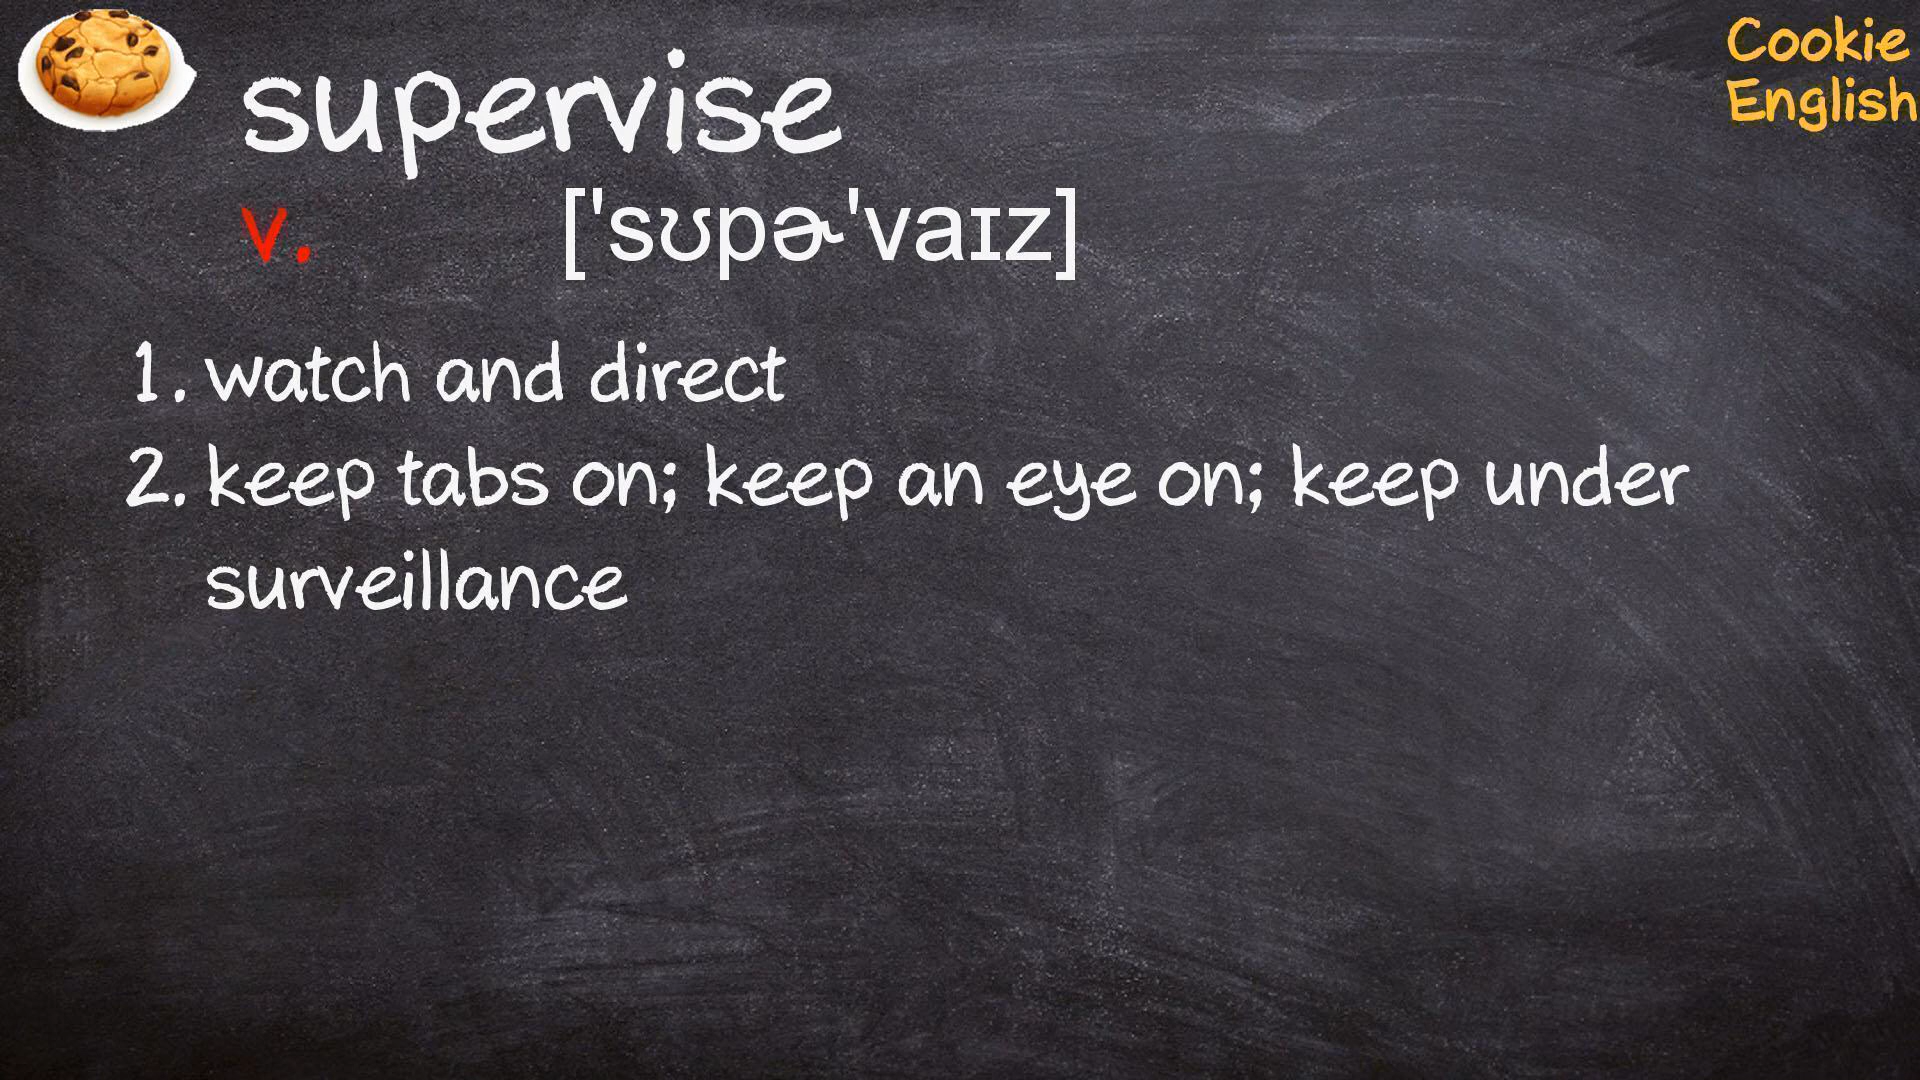 Cookie
English
supervise
v. ['sʊpɚ'vaɪz]
1. watch and direct
2. keep tabs on; keep an eye on; keep under
surveillance